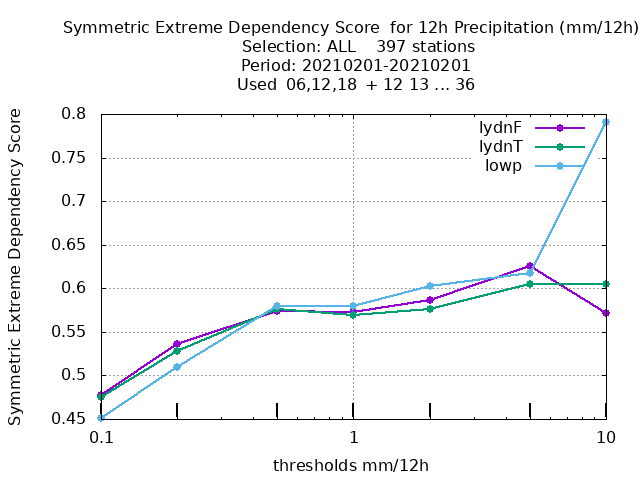 Symmetric Extreme Dependency Score  for 12h Precipitation (mm/12h)
Selection: ALL    397 stations
Period: 20210201-20210201
Used  06,12,18  + 12 13 ... 36
Symmetric Extreme Dependency Score
0.8
0.75
0.7
0.65
0.6
0.55
0.5
0.45
lydnF
lydnT
lowp
0.1
1
10
thresholds mm/12h